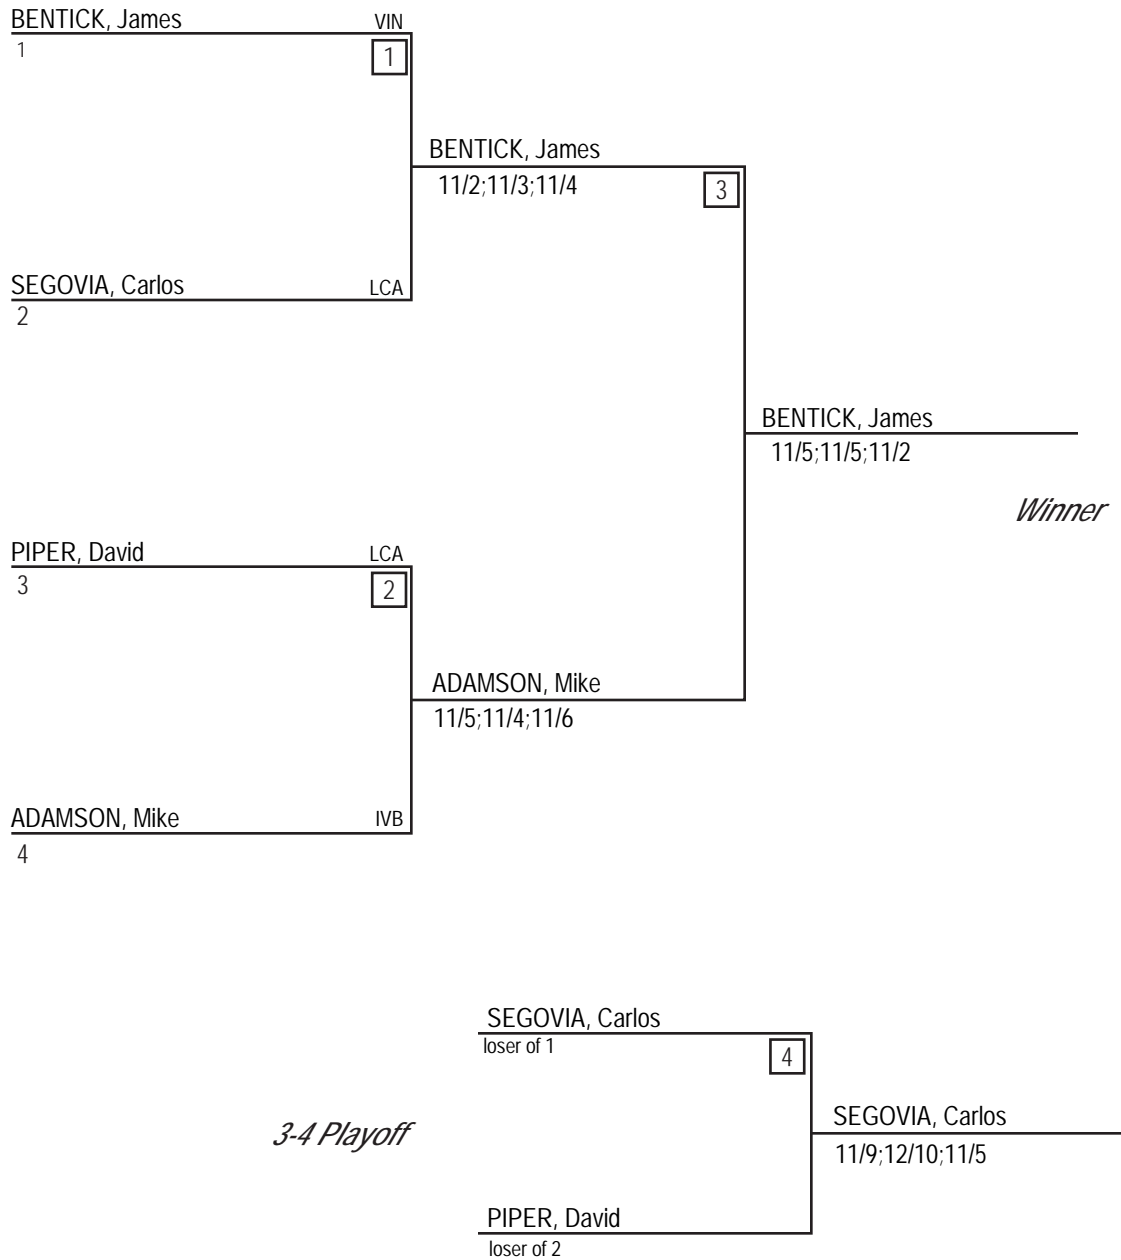 BENTICK, James VIN
1
1
BENTICK, James
11/2;11/3;11/4
3
SEGOVIA, Carlos LCA
2
BENTICK, James
11/5;11/5;11/2
Winner
PIPER, David LCA
3
2
ADAMSON, Mike
11/5;11/4;11/6
ADAMSON, Mike IVB
4
SEGOVIA, Carlos
loser of 1
4
3-4 Playoff
SEGOVIA, Carlos
11/9;12/10;11/5
PIPER, David
loser of 2